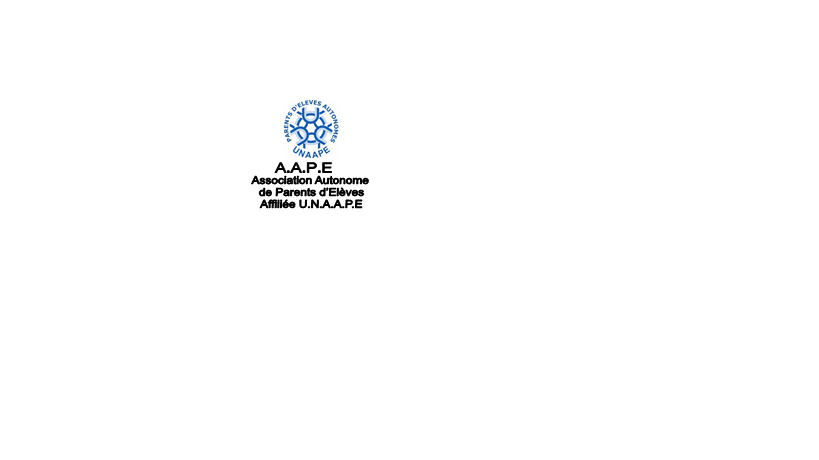 PARENTS D'ELEVES AUTONOMES
UNAAPE
A.A.P.E
Association Autonome
de Parents d'Elèves
Affiliée U.N.A.A.P.E